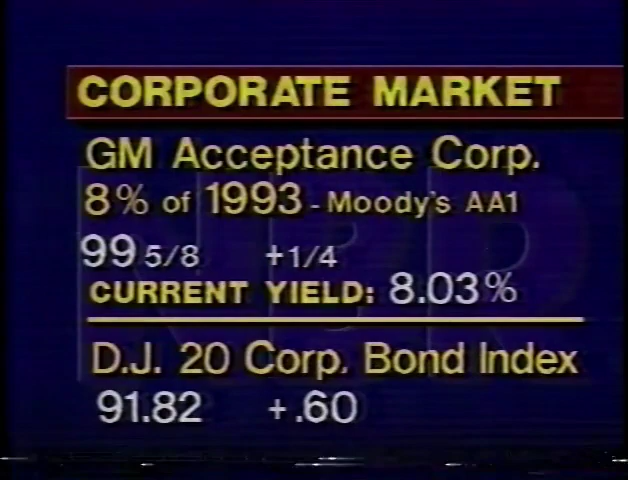 CORPORATE MARKET
GM Acceptance Corp.
8% of 1993 - Moody's AA1
99 5/8 +1/4
CURRENT YIELD: 8.03%
D.J. 20 Corp. Bond Index
91.82 +.60
NBR